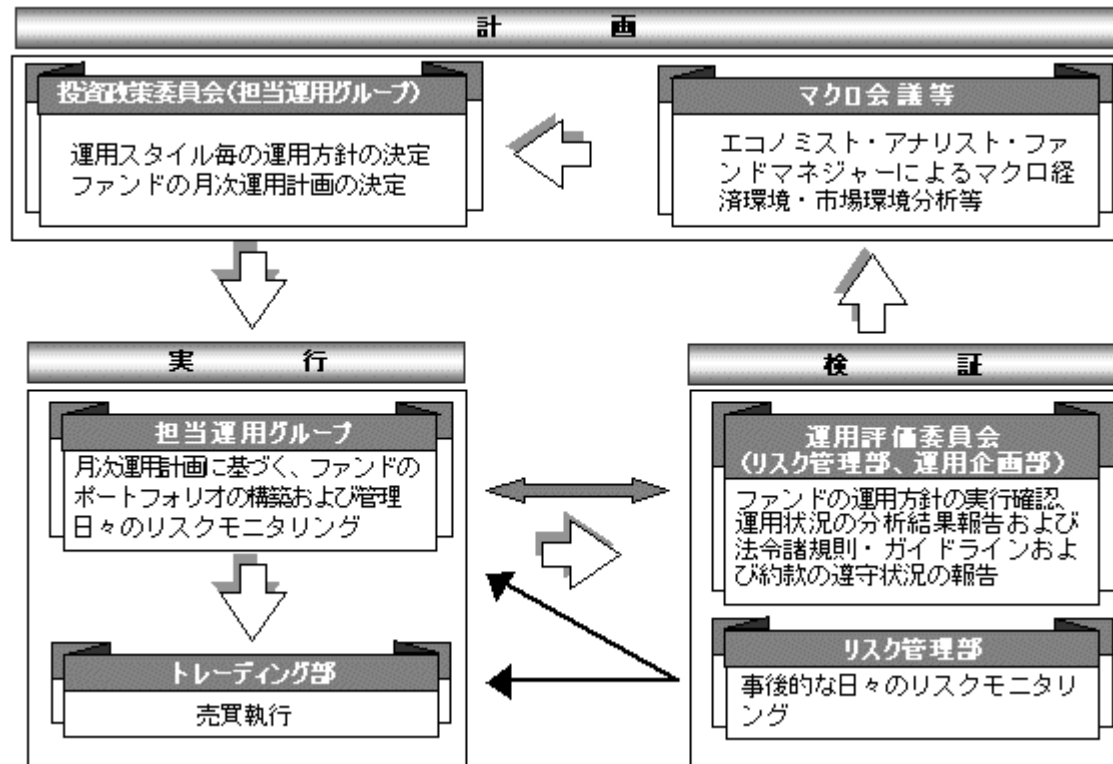 計 画
投資政策委員会(担当運用グループ)
運用スタイル毎の運用方針の決定
ファンドの月次運用計画の決定
マクロ会議等
エコノミスト・アナリスト・ファ
ンドマネジャーによるマクロ経
済環境・市場環境分析等
実 行
担当運用グループ
月次運用計画に基づく、ファンドの
ポートフォリオの構築および管理
日々のリスクモニタリング
トレーディング部
売買執行
検 証
運用評価委員会
(リスク管理部、運用企画部)
ファンドの運用方針の実行確認、
運用状況の分析結果報告および
法令諸規則・ガイドラインおよ
び約款の遵守状況の報告
リスク管理部
事後的な日々のリスクモニタリ
ング